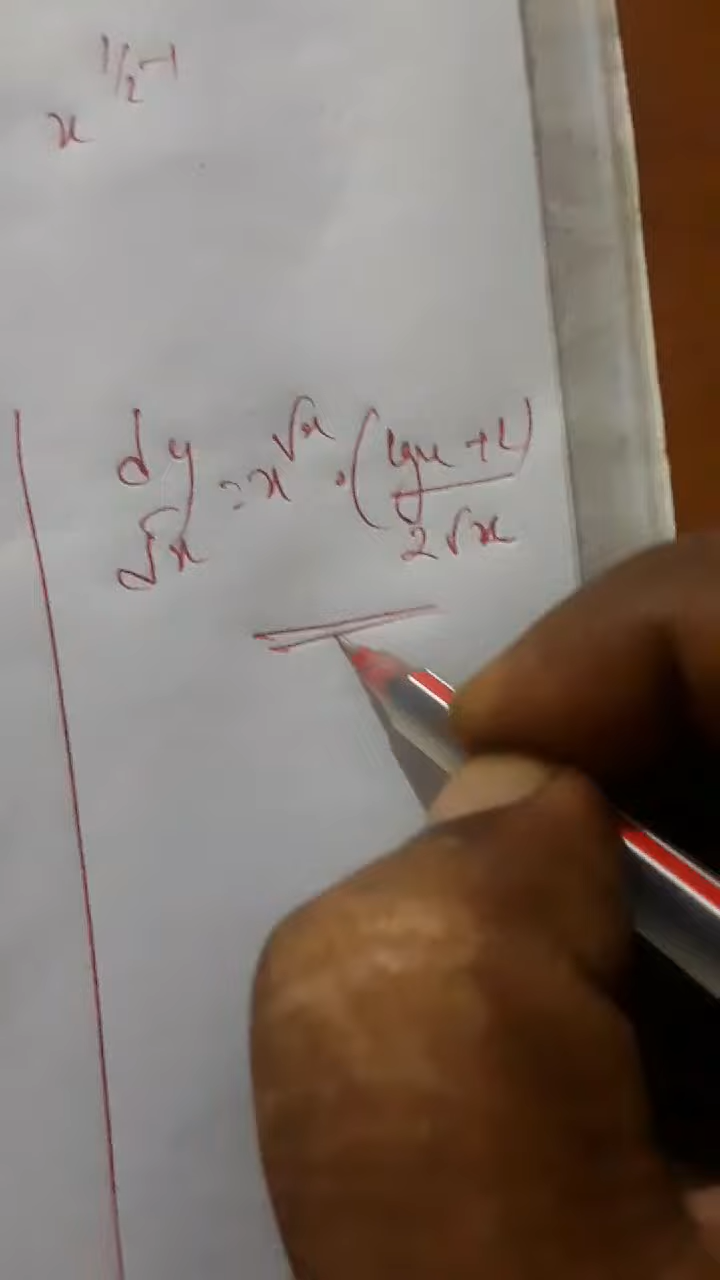 x^{1/2-1}
dy/dx = x^{√x} · ((log x + 2)/(2√x))